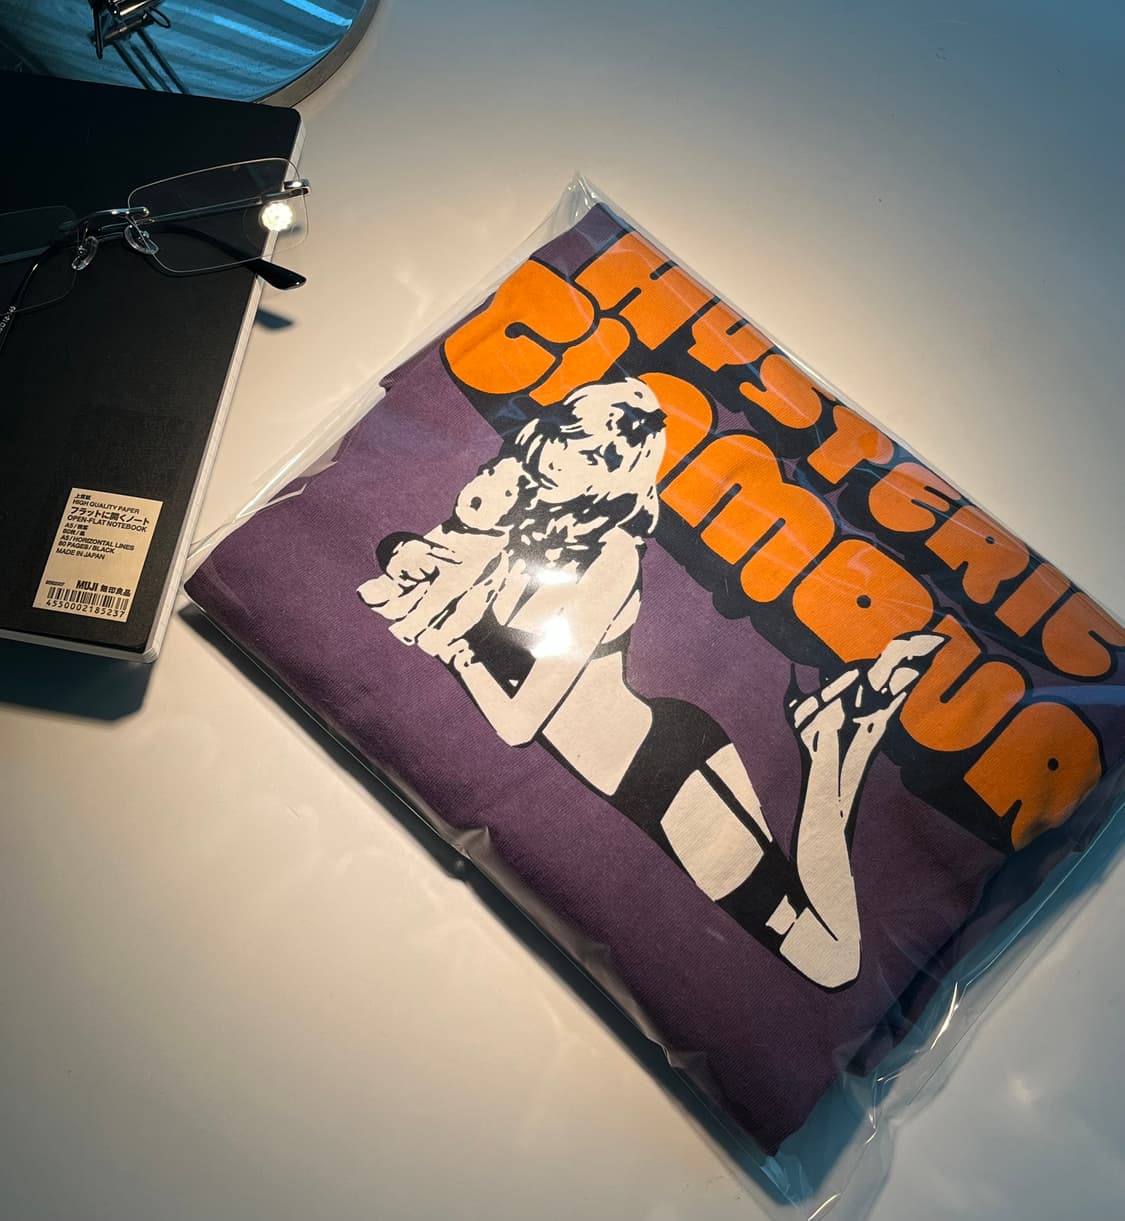 HYSTERIC
GLAMOUR
上質紙
HIGH QUALITY PAPER
フラットに開くノート
OPEN-FLAT NOTEBOOK
A5 / HORIZONTAL LINES
80 PAGES / BLACK
MADE IN JAPAN
MUJI 無印良品
4550002185237